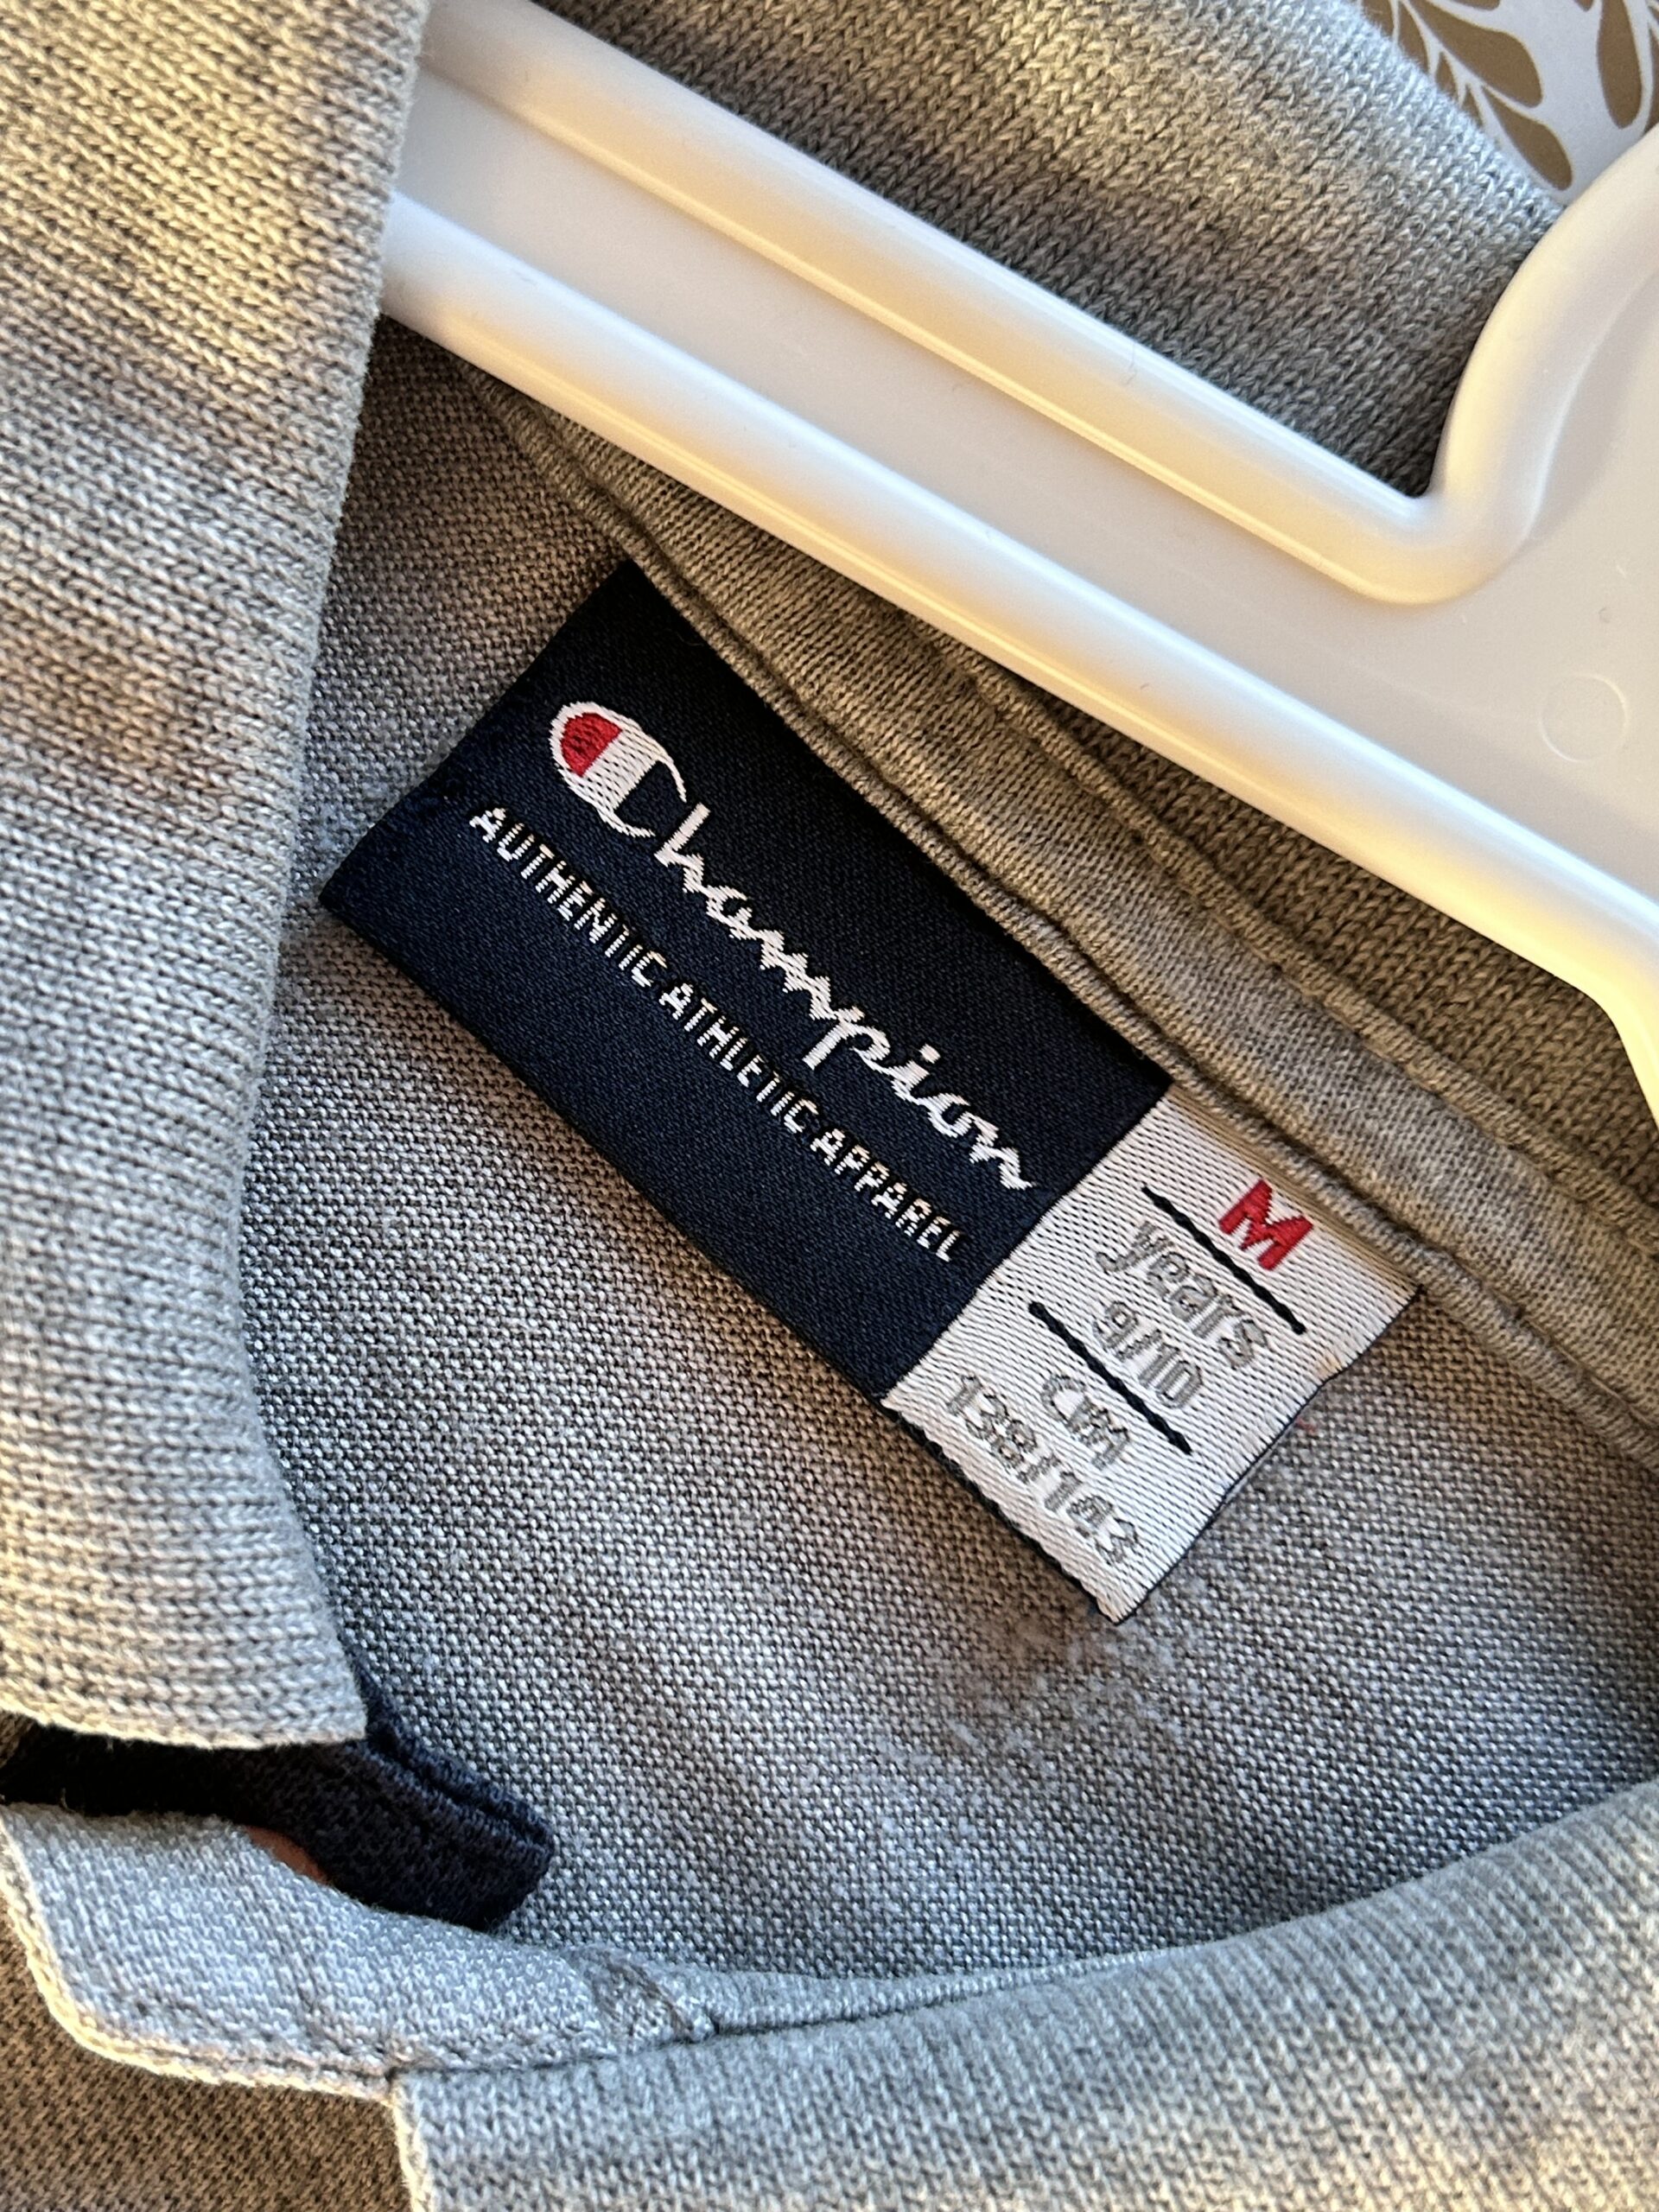 Champion
AUTHENTIC ATHLETIC APPAREL
M
years
9/10
CM
138/143